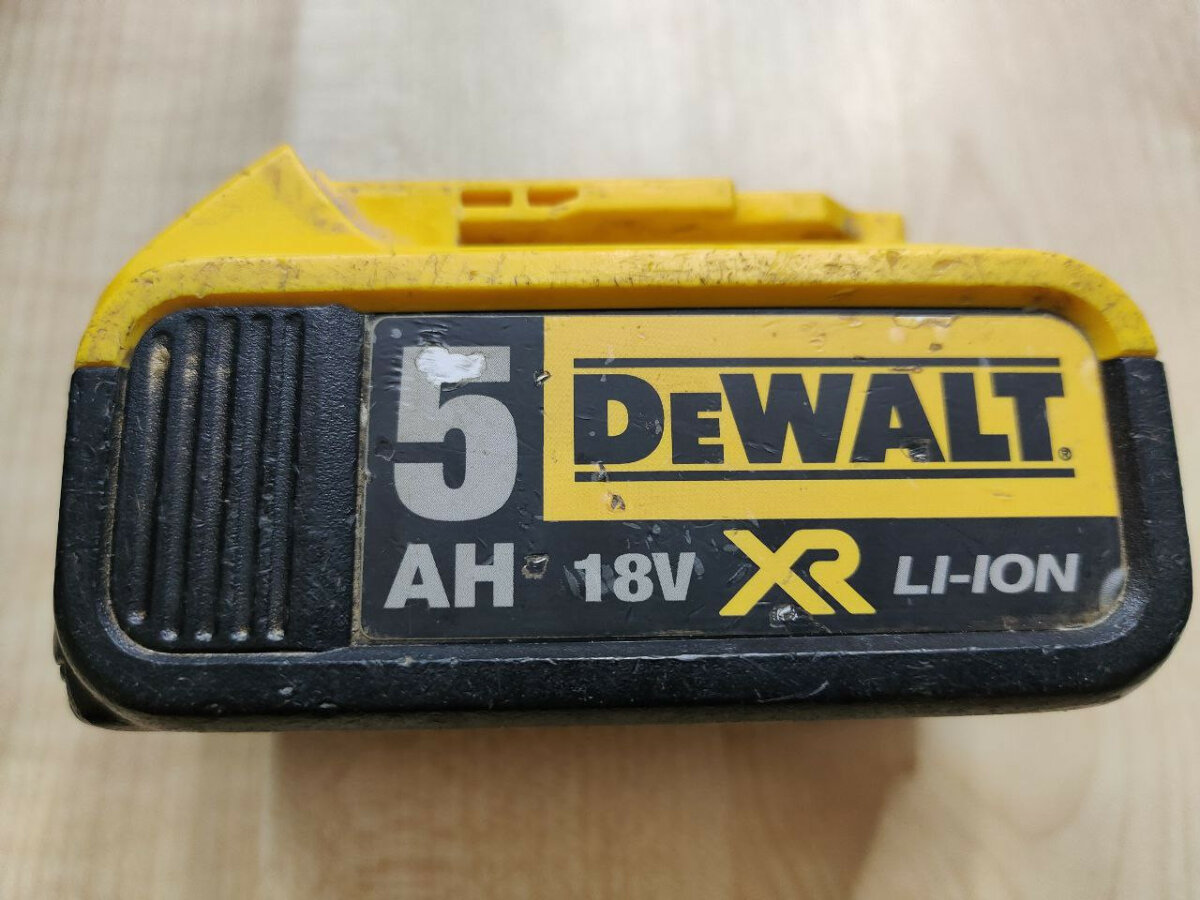 5
DEWALT®
AH 18V XR LI-ION